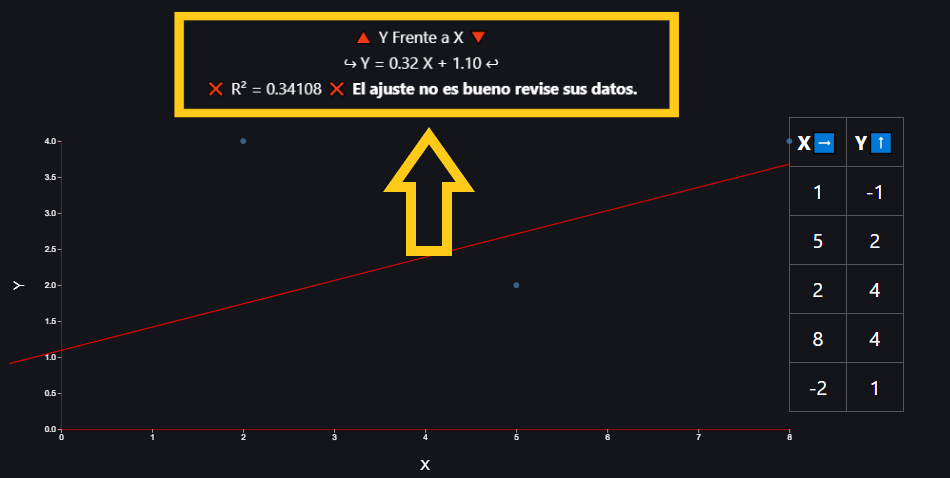 🔺 Y Frente a X 🔻
↪ Y = 0.32 X + 1.10 ↩
❌ R² = 0.34108 ❌ El ajuste no es bueno revise sus datos.
4.0
3.5
3.0
2.5
2.0
1.5
1.0
0.5
0.0
Y
0 1 2 3 4 5 6 7 8
X
X ➡ Y ⬆
1 -1
5 2
2 4
8 4
-2 1